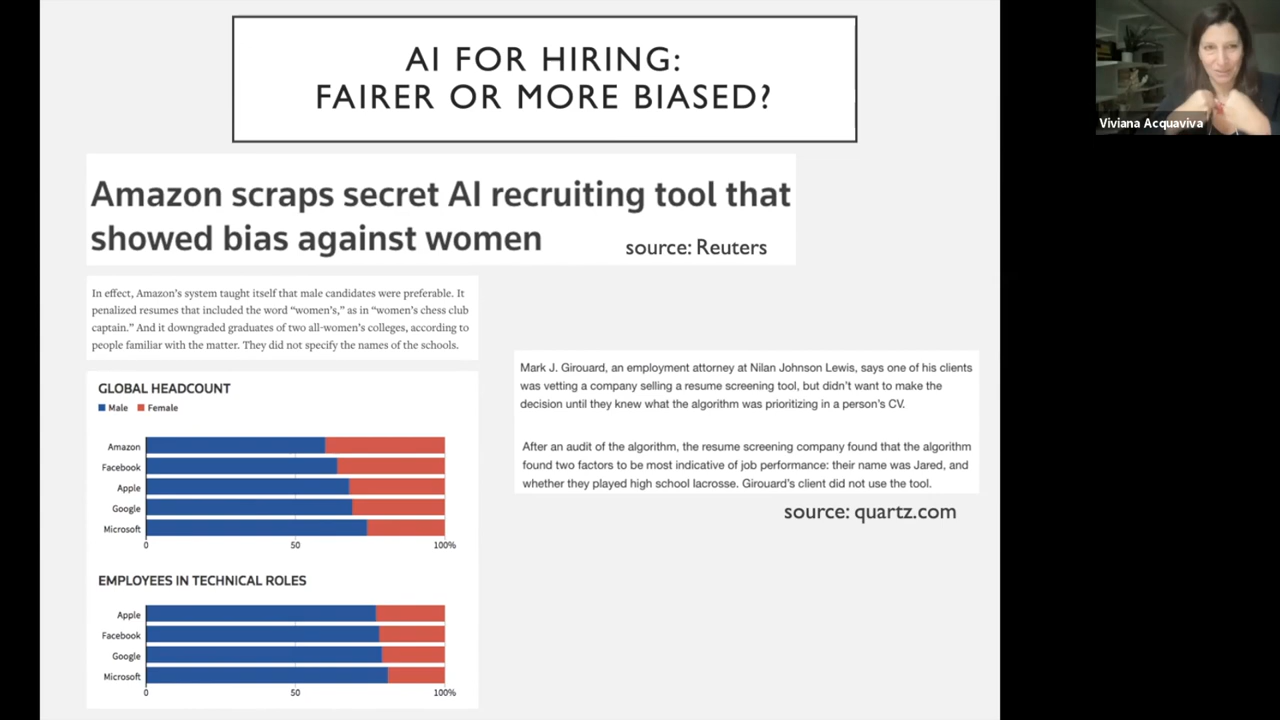 AI FOR HIRING:
FAIRER OR MORE BIASED?
Viviana Acquaviva
Amazon scraps secret AI recruiting tool that
showed bias against women
source: Reuters
In effect, Amazon's system taught itself that male candidates were preferable. It
penalized resumes that included the word “women's,” as in “women's chess club
captain.” And it downgraded graduates of two all-women's colleges, according to
people familiar with the matter. They did not specify the names of the schools.
GLOBAL HEADCOUNT
Male Female
Amazon
Facebook
Apple
Google
Microsoft
0 50 100%
EMPLOYEES IN TECHNICAL ROLES
Apple
Facebook
Google
Microsoft
0 50 100%
Mark J. Girouard, an employment attorney at Nilan Johnson Lewis, says one of his clients
was vetting a company selling a resume screening tool, but didn't want to make the
decision until they knew what the algorithm was prioritizing in a person's CV.
After an audit of the algorithm, the resume screening company found that the algorithm
found two factors to be most indicative of job performance: their name was Jared, and
whether they played high school lacrosse. Girouard's client did not use the tool.
source: quartz.com